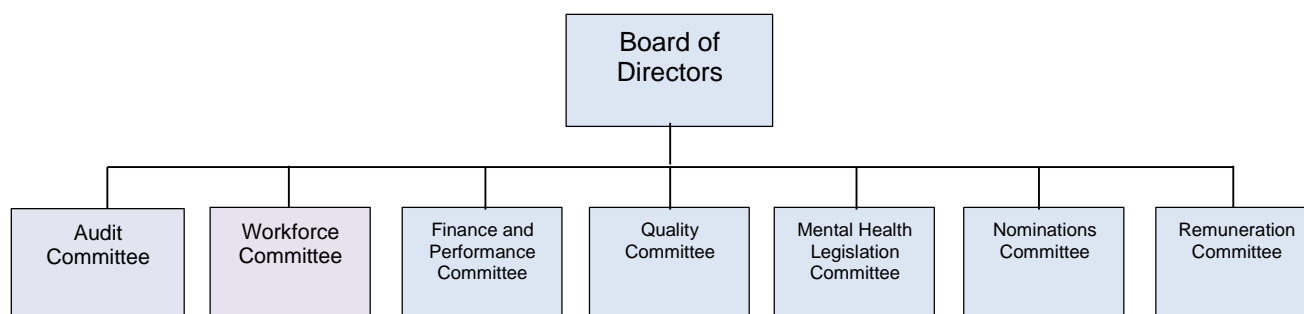 Board of
Directors
Audit
Committee
Workforce
Committee
Finance and
Performance
Committee
Quality
Committee
Mental Health
Legislation
Committee
Nominations
Committee
Remuneration
Committee